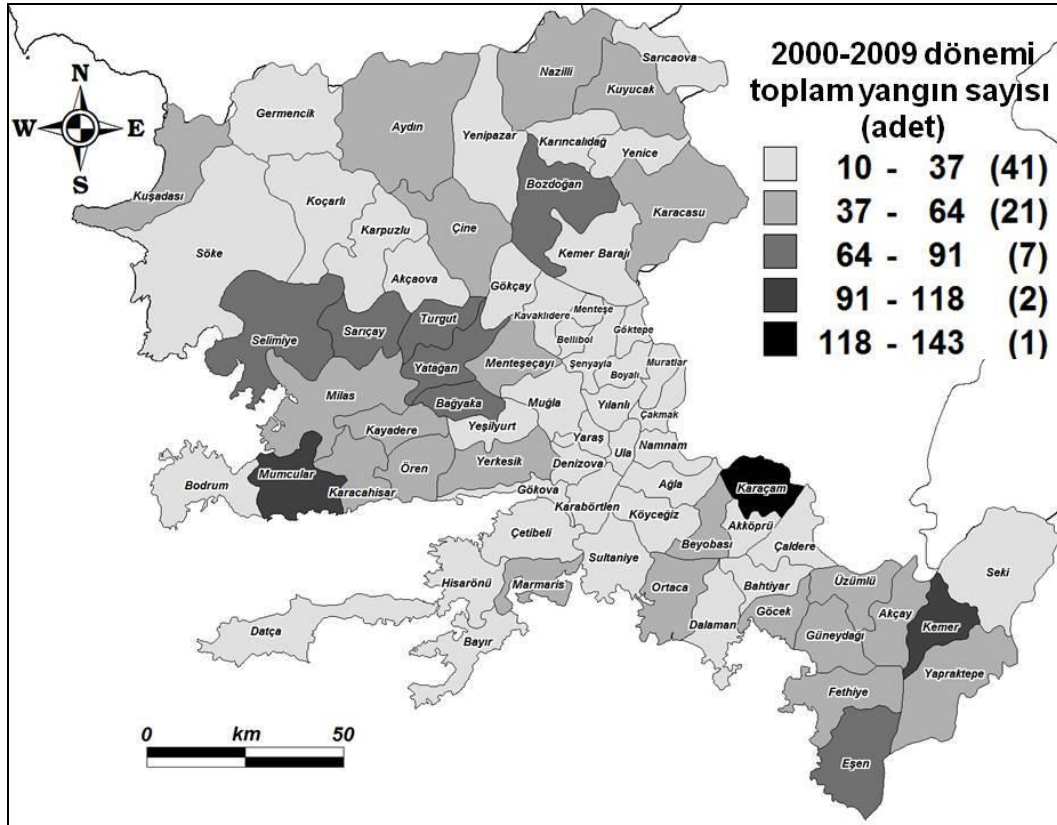 2000-2009 dönemi
toplam yangın sayısı
(adet)
10 - 37 (41)
37 - 64 (21)
64 - 91 (7)
91 - 118 (2)
118 - 143 (1)
N
W E
S
Sarıcaova
Nazilli
Kuyucak
Germencik
Aydın
Yenipazar
Karıncalıdağ
Yenice
Bozdoğan
Kuşadası
Koçarlı
Karacasu
Karpuzlu
Çine
Söke
Kemer Barajı
Akçaova
Gökçay
Kavaklıdere
Menteşe
Turgut
Göktepe
Selimiye
Sarıçay
Bellibol
Menteşeçayı
Şenyayla
Muratlar
Yatağan
Boyalı
Milas
Bağyaka
Muğla
Yılanlı
Çakmak
Kayadere
Yeşilyurt
Yaraş
Ula
Namnam
Mumcular
Ören
Yerkesik
Denizova
Bodrum
Karacahisar
Gökova
Ağla
Karaçam
Karabörtlen
Köyceğiz
Akköprü
Çetibeli
Beyobası
Çaldere
Sultaniye
Hisarönü
Marmaris
Ortaca
Bahtiyar
Üzümlü
Seki
Göcek
Akçay
Datça
Dalaman
Kemer
Bayır
Güneydağı
Yapraktepe
Fethiye
Eşen
0 km 50